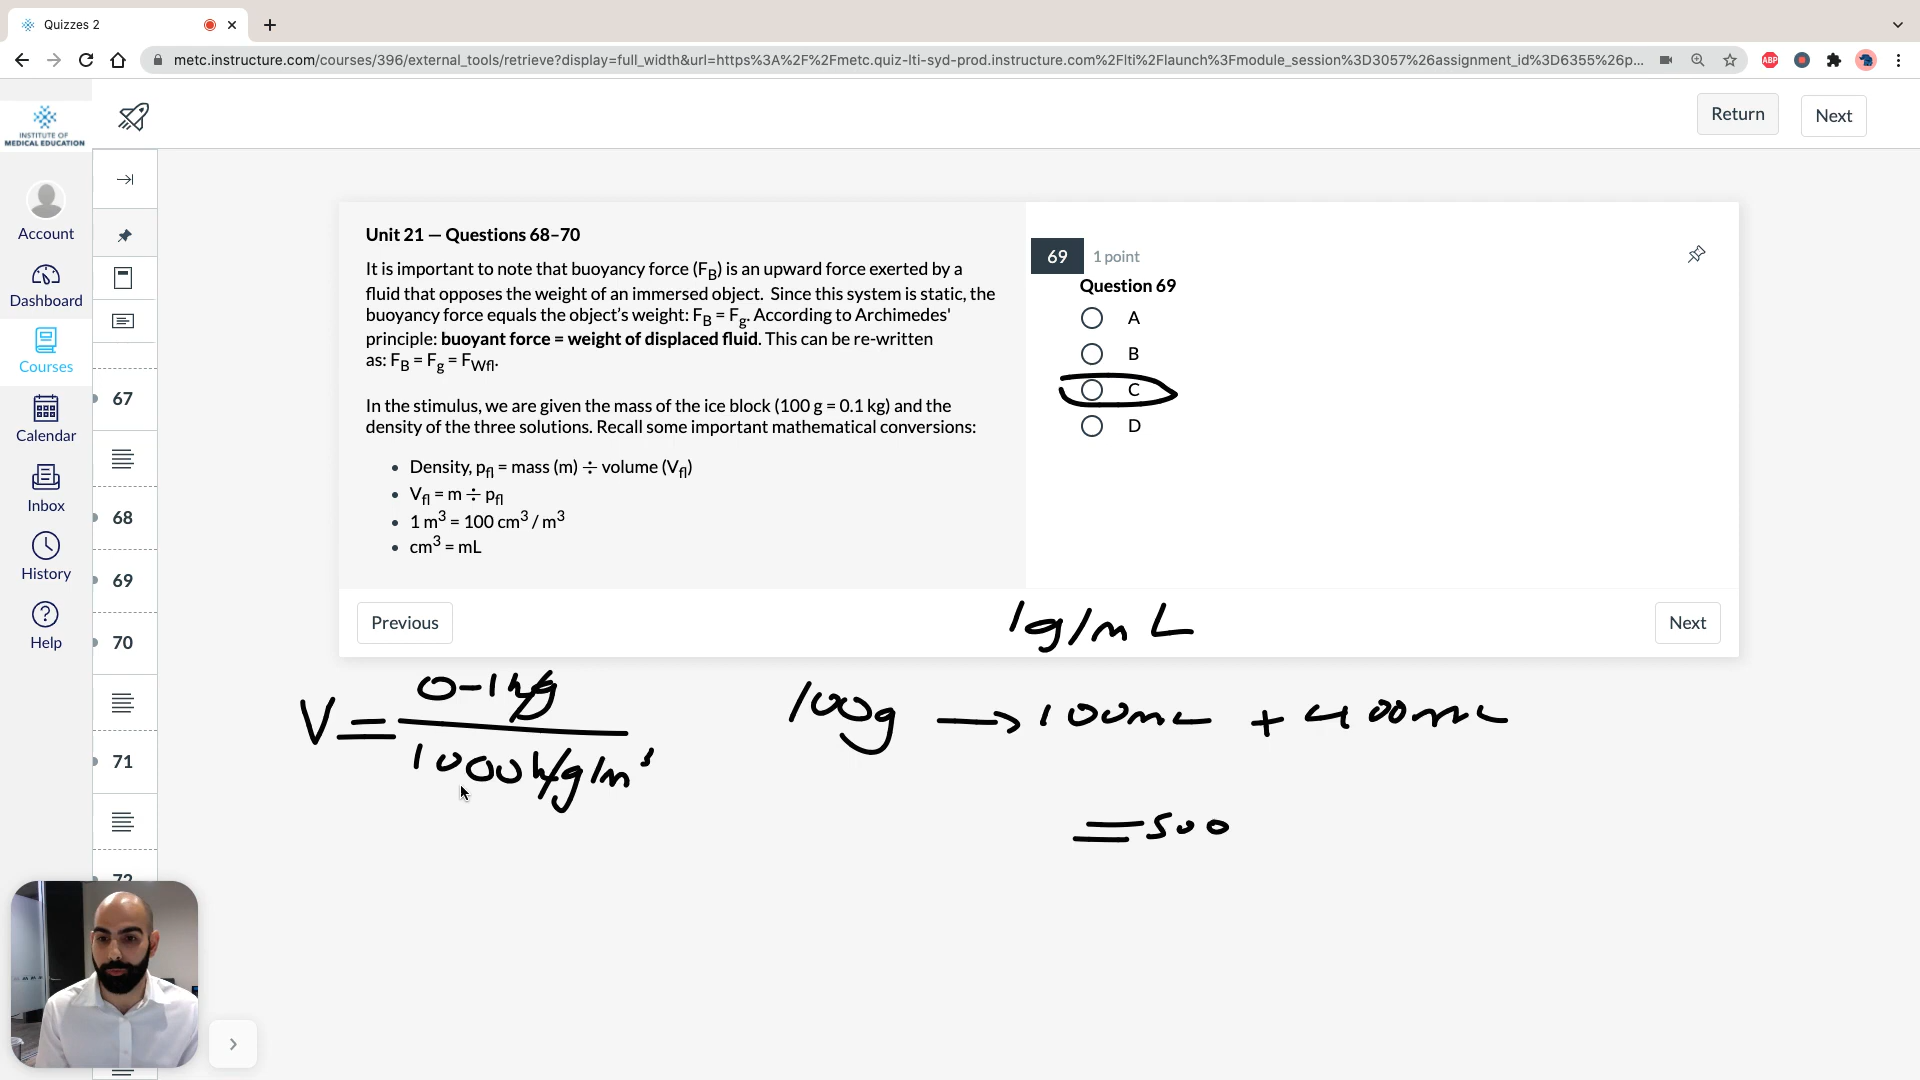 Quizzes 2
metc.instructure.com/courses/396/external_tools/retrieve?display=full_width&url=https%3A%2F%2Fmetc.quiz-lti-syd-prod.instructure.com%2Flti%2Flaunch%3Fmodule_session%3D3057%26assignment_id%3D6355%26p...
ABP
INSTITUTE OF
MEDICAL EDUCATION
Return
Next
Account
Dashboard
Courses
Calendar
Inbox
History
Help
67
68
69
70
71
72
Unit 21 — Questions 68–70
It is important to note that buoyancy force (FB) is an upward force exerted by a
fluid that opposes the weight of an immersed object. Since this system is static, the
buoyancy force equals the object's weight: FB = Fg. According to Archimedes'
principle: buoyant force = weight of displaced fluid. This can be re-written
as: FB = Fg = FWfl.
In the stimulus, we are given the mass of the ice block (100 g = 0.1 kg) and the
density of the three solutions. Recall some important mathematical conversions:
• Density, pfl = mass (m) ÷ volume (Vfl)
• Vfl = m ÷ pfl
• 1 m³ = 100 cm³ / m³
• cm³ = mL
69
1 point
Question 69
A
B
C
D
Previous
Next
1g/mL
V = 0-1kg
1000kg/m³
100g → 100mL + 400mL
= 500